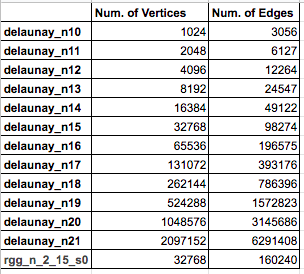 Num. of Vertices Num. of Edges
delaunay_n10 1024 3056
delaunay_n11 2048 6127
delaunay_n12 4096 12264
delaunay_n13 8192 24547
delaunay_n14 16384 49122
delaunay_n15 32768 98274
delaunay_n16 65536 196575
delaunay_n17 131072 393176
delaunay_n18 262144 786396
delaunay_n19 524288 1572823
delaunay_n20 1048576 3145686
delaunay_n21 2097152 6291408
rgg_n_2_15_s0 32768 160240